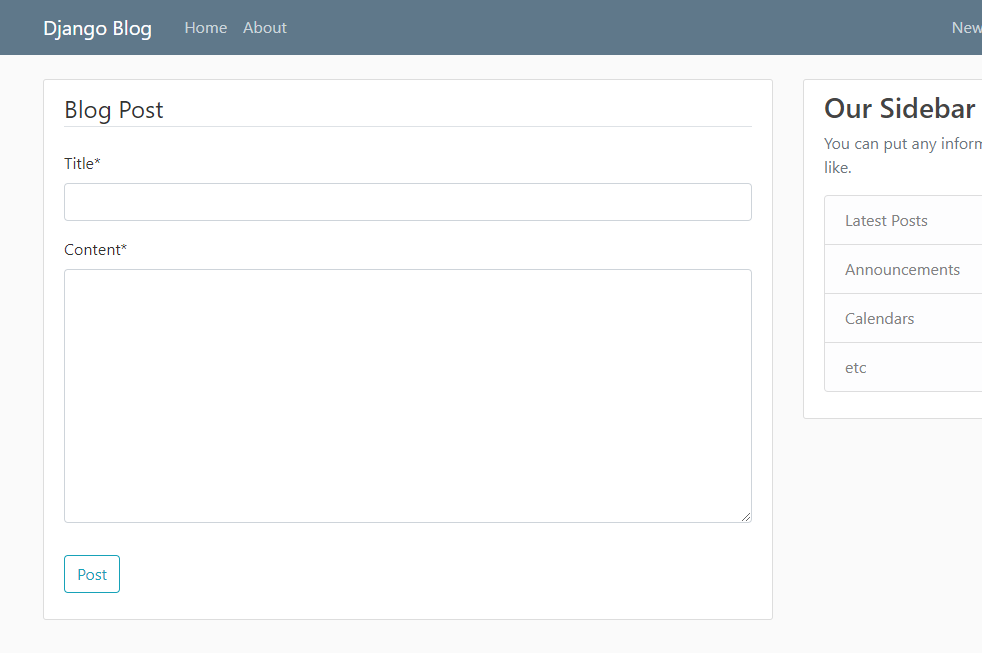 Django Blog Home About New
Blog Post
Title*
Content*
Post
Our Sidebar
You can put any inform
like.
Latest Posts
Announcements
Calendars
etc